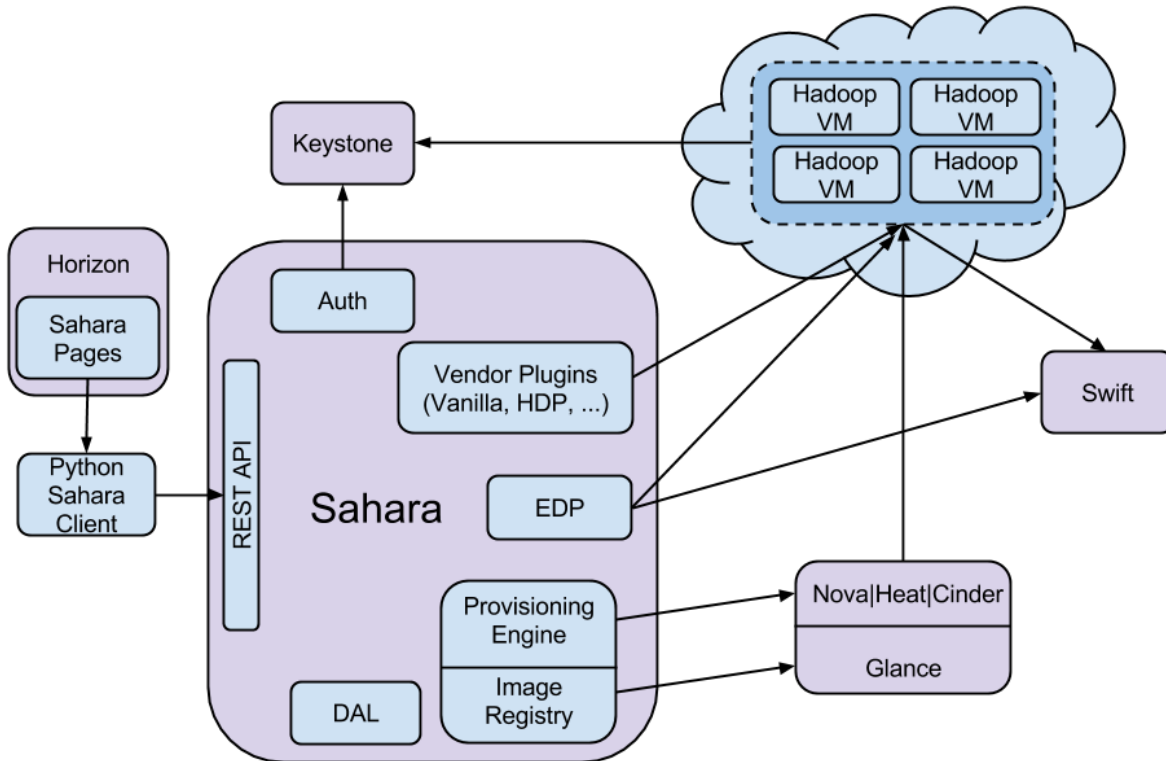 Hadoop
VM
Hadoop
VM
Hadoop
VM
Hadoop
VM
Keystone
Horizon
Sahara
Pages
Auth
Vendor Plugins
(Vanilla, HDP, ...)
Swift
Python
Sahara
Client
REST API
Sahara
EDP
Provisioning
Engine
Image
Registry
DAL
Nova|Heat|Cinder
Glance